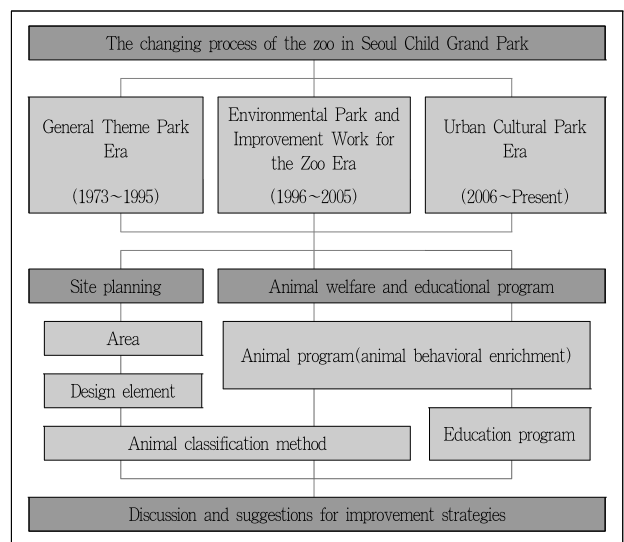 The changing process of the zoo in Seoul Child Grand Park
General Theme Park
Era
(1973~1995)
Environmental Park and
Improvement Work for
the Zoo Era
(1996~2005)
Urban Cultural Park
Era
(2006~Present)
Site planning
Animal welfare and educational program
Area
Animal program(animal behavioral enrichment)
Design element
Animal classification method
Education program
Discussion and suggestions for improvement strategies